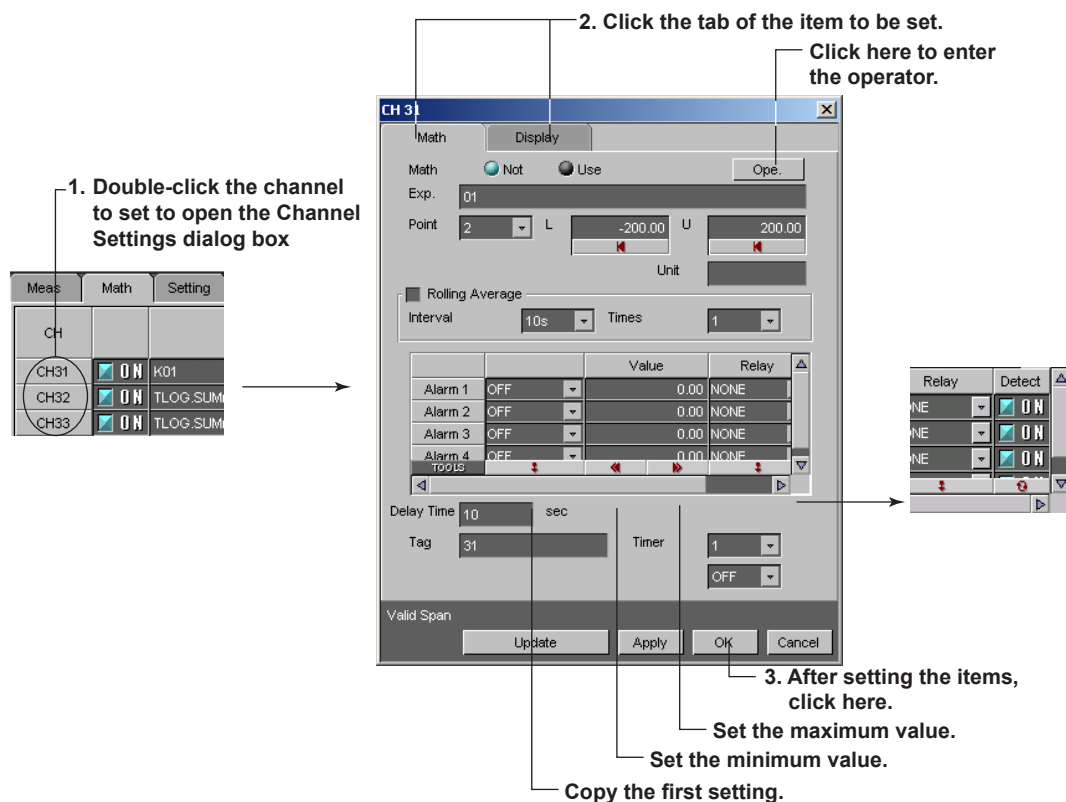 2. Click the tab of the item to be set.
Click here to enter
the operator.
1. Double-click the channel
to set to open the Channel
Settings dialog box
Meas Math Setting
CH
CH31 ON K01
CH32 ON TLOG.SUM
CH33 ON TLOG.SUM
CH 31
Math Display
Math Not Use Ope.
Exp. 01
Point 2 L -200.00 U 200.00
Unit
Rolling Average
Interval 10s Times 1
Value Relay
Alarm 1 OFF 0.00 NONE
Alarm 2 OFF 0.00 NONE
Alarm 3 OFF 0.00 NONE
Alarm 4 OFF 0.00 NONE
TOOLS
Delay Time 10 sec
Tag 31 Timer 1
OFF
Valid Span
Update Apply OK Cancel
Relay Detect
NE ON
NE ON
NE ON
3. After setting the items,
click here.
Set the maximum value.
Set the minimum value.
Copy the first setting.